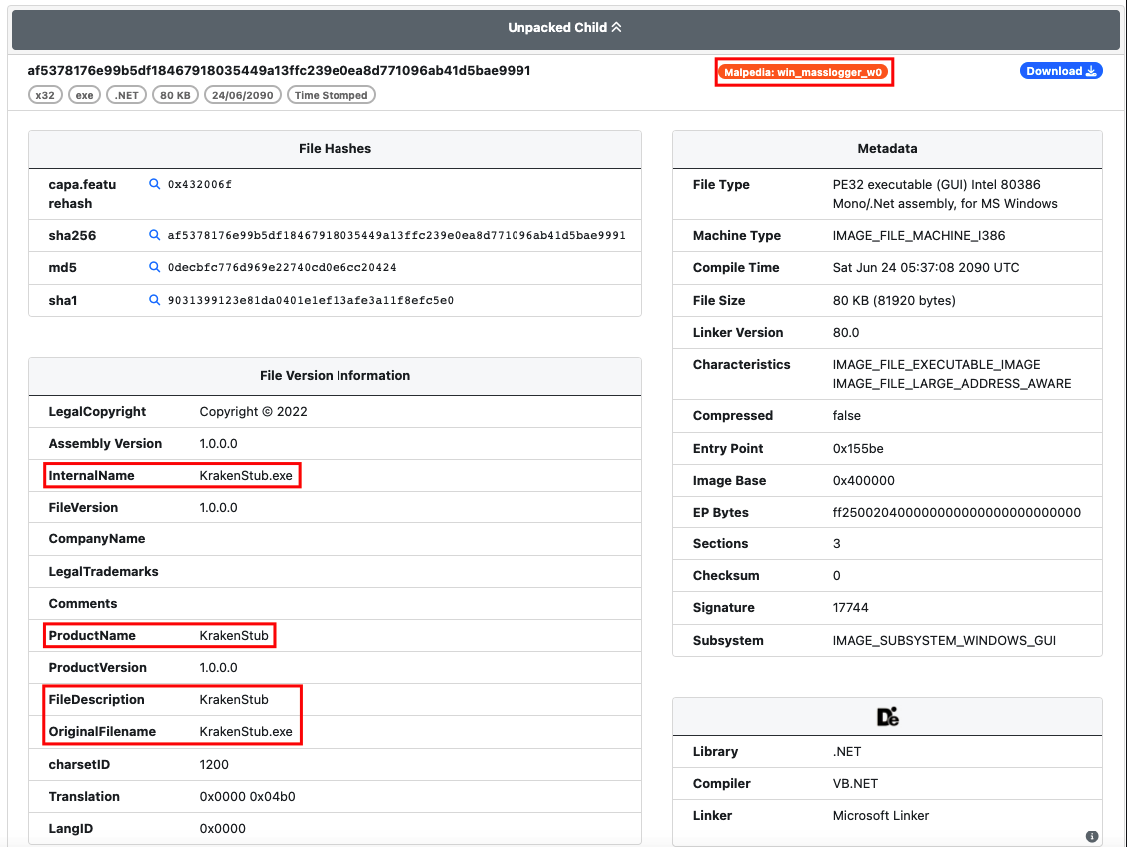 Unpacked Child
af5378176e99b5df18467918035449a13ffc239e0ea8d771096ab41d5bae9991
Malpedia: win_masslogger_w0
Download
x32 exe .NET 80 KB 24/06/2090 Time Stomped
File Hashes
capa.featu
rehash
0x432006f
sha256 af5378176e99b5df18467918035449a13ffc239e0ea8d771096ab41d5bae9991
md5 0decbfc776d969e22740cd0e6cc20424
sha1 9031399123e81da0401e1ef13afe3a11f8efc5e0
File Version Information
LegalCopyright Copyright © 2022
Assembly Version 1.0.0.0
InternalName KrakenStub.exe
FileVersion 1.0.0.0
CompanyName
LegalTrademarks
Comments
ProductName KrakenStub
ProductVersion 1.0.0.0
FileDescription KrakenStub
OriginalFilename KrakenStub.exe
charsetID 1200
Translation 0x0000 0x04b0
LangID 0x0000
Metadata
File Type PE32 executable (GUI) Intel 80386
Mono/.Net assembly, for MS Windows
Machine Type IMAGE_FILE_MACHINE_I386
Compile Time Sat Jun 24 05:37:08 2090 UTC
File Size 80 KB (81920 bytes)
Linker Version 80.0
Characteristics IMAGE_FILE_EXECUTABLE_IMAGE
IMAGE_FILE_LARGE_ADDRESS_AWARE
Compressed false
Entry Point 0x155be
Image Base 0x400000
EP Bytes ff250020400000000000000000000000
Sections 3
Checksum 0
Signature 17744
Subsystem IMAGE_SUBSYSTEM_WINDOWS_GUI
De
Library .NET
Compiler VB.NET
Linker Microsoft Linker